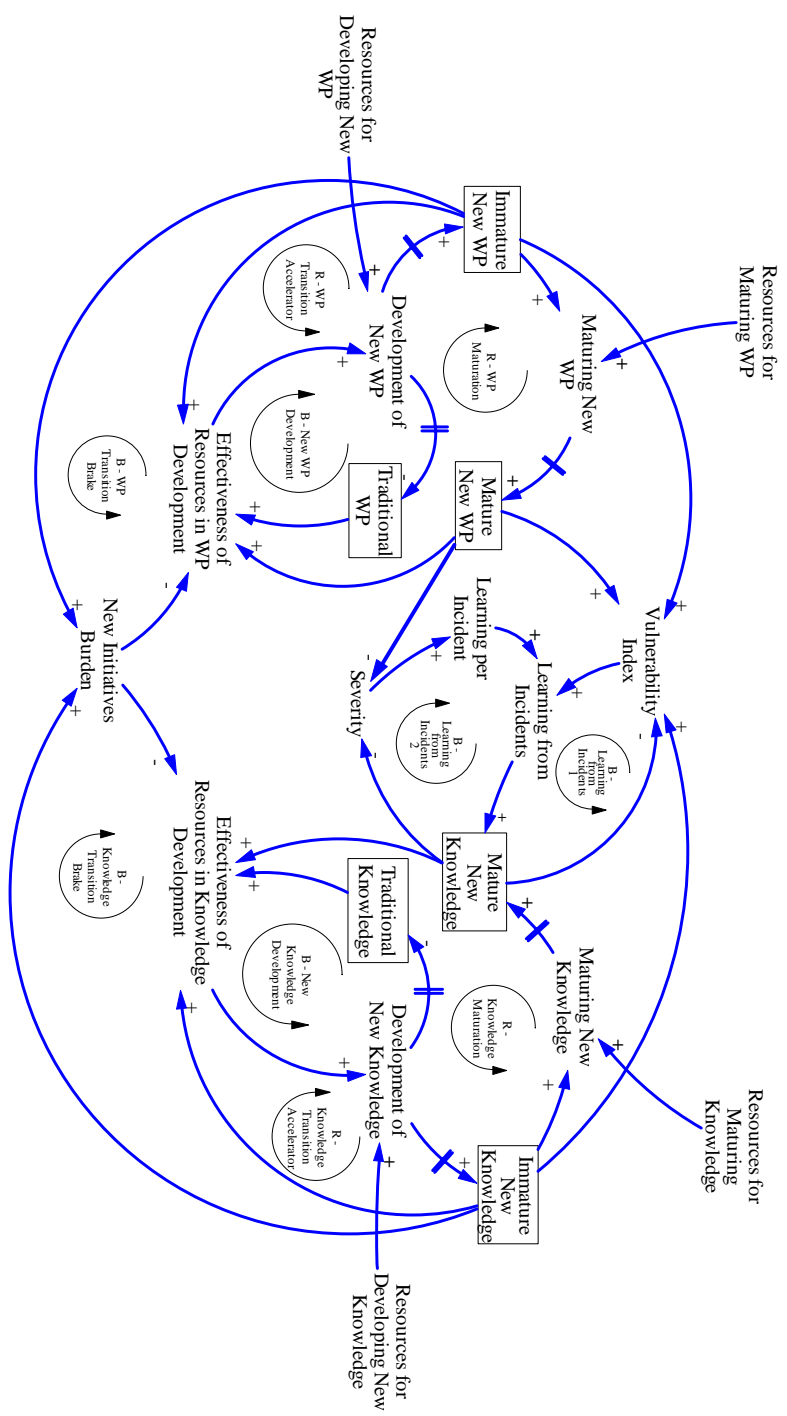 Resources for
Maturing WP
Resources for
Maturing
Knowledge
Vulnerability
Index
Maturing New
WP
Maturing New
Knowledge
Immature
New WP
Mature
New WP
Learning from
Incidents
Learning per
Incident
Mature
New
Knowledge
Immature
New
Knowledge
R - WP
Maturation
B -
Learning
from
Incidents
1
B -
Learning
from
Incidents
2
R -
Knowledge
Maturation
Resources for
Developing New
WP
Development of
New WP
Traditional
WP
Severity
Traditional
Knowledge
Development of
New Knowledge
Resources for
Developing New
Knowledge
R - WP
Transition
Accelerator
B - New WP
Development
B - New
Knowledge
Development
R -
Knowledge
Transition
Accelerator
Effectiveness of
Resources in WP
Development
Effectiveness of
Resources in Knowledge
Development
B - WP
Transition
Brake
New Initiatives
Burden
B -
Knowledge
Transition
Brake